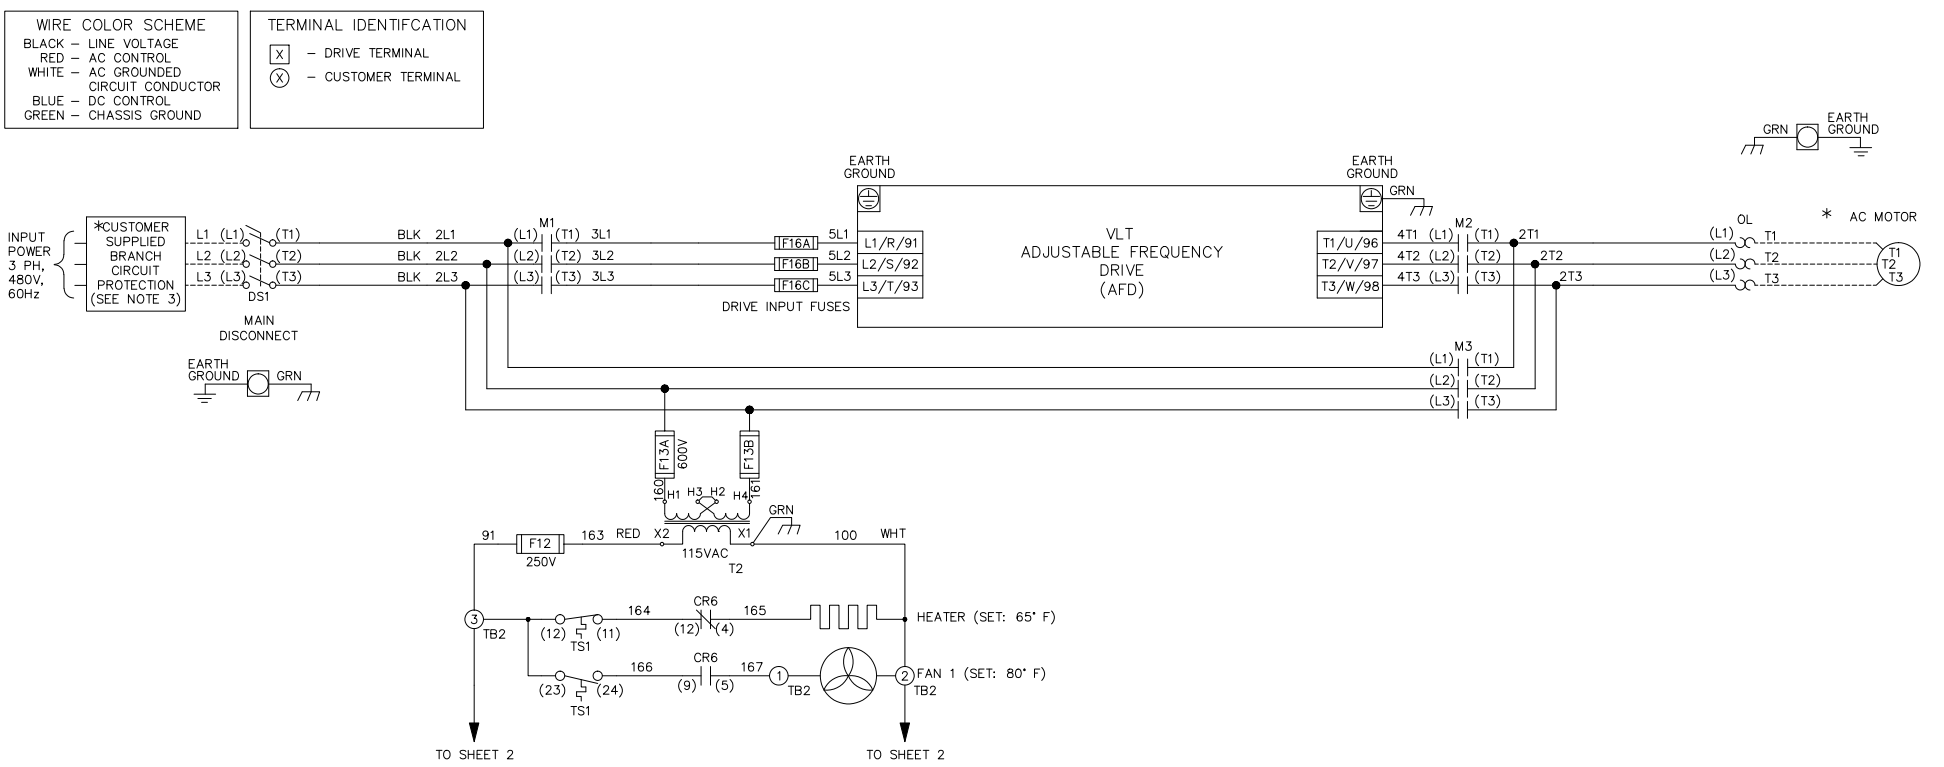 WIRE COLOR SCHEME
BLACK – LINE VOLTAGE
RED – AC CONTROL
WHITE – AC GROUNDED
CIRCUIT CONDUCTOR
BLUE – DC CONTROL
GREEN – CHASSIS GROUND
TERMINAL IDENTIFCATION
X – DRIVE TERMINAL
X – CUSTOMER TERMINAL
GRN
EARTH
GROUND
EARTH
GROUND
EARTH
GROUND
GRN
INPUT
POWER
3 PH,
480V,
60Hz
*CUSTOMER
SUPPLIED
BRANCH
CIRCUIT
PROTECTION
(SEE NOTE 3)
L1 (L1) (T1) BLK 2L1 (L1) M1 (T1) 3L1 F16A 5L1 L1/R/91
L2 (L2) (T2) BLK 2L2 (L2) (T2) 3L2 F16B 5L2 L2/S/92
L3 (L3) (T3) BLK 2L3 (L3) (T3) 3L3 F16C 5L3 L3/T/93
DS1
MAIN
DISCONNECT
DRIVE INPUT FUSES
VLT
ADJUSTABLE FREQUENCY
DRIVE
(AFD)
T1/U/96 4T1 (L1) M2 (T1) 2T1 (L1) OL T1
T2/V/97 4T2 (L2) (T2) 2T2 (L2) T2
T3/W/98 4T3 (L3) (T3) 2T3 (L3) T3
* AC MOTOR
T1
T2
T3
EARTH
GROUND
GRN
M3
(L1) (T1)
(L2) (T2)
(L3) (T3)
F13A
600V
F13B
160
161
H1 H3 H2 H4
GRN
91 F12 163 RED X2 X1 100 WHT
250V
115VAC
T2
3
TB2
(12) (11)
TS1
164
CR6
(12) (4)
165
HEATER (SET: 65° F)
(23) (24)
TS1
166
CR6
(9) (5)
167
1
TB2
2
TB2
FAN 1 (SET: 80° F)
TO SHEET 2
TO SHEET 2